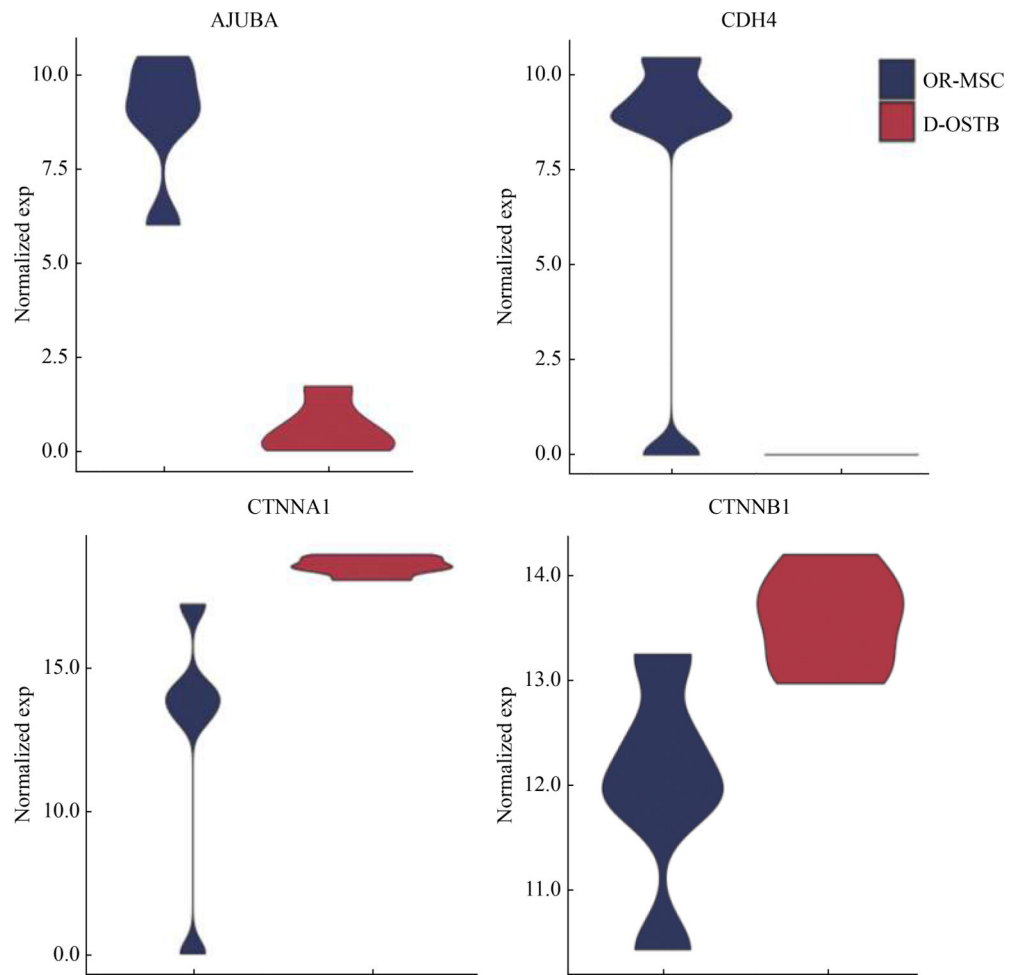 AJUBA
Normalized exp
10.0
7.5
5.0
2.5
0.0
CDH4
Normalized exp
10.0
7.5
5.0
2.5
0.0
OR-MSC
D-OSTB
CTNNA1
Normalized exp
15.0
10.0
0.0
CTNNB1
Normalized exp
14.0
13.0
12.0
11.0